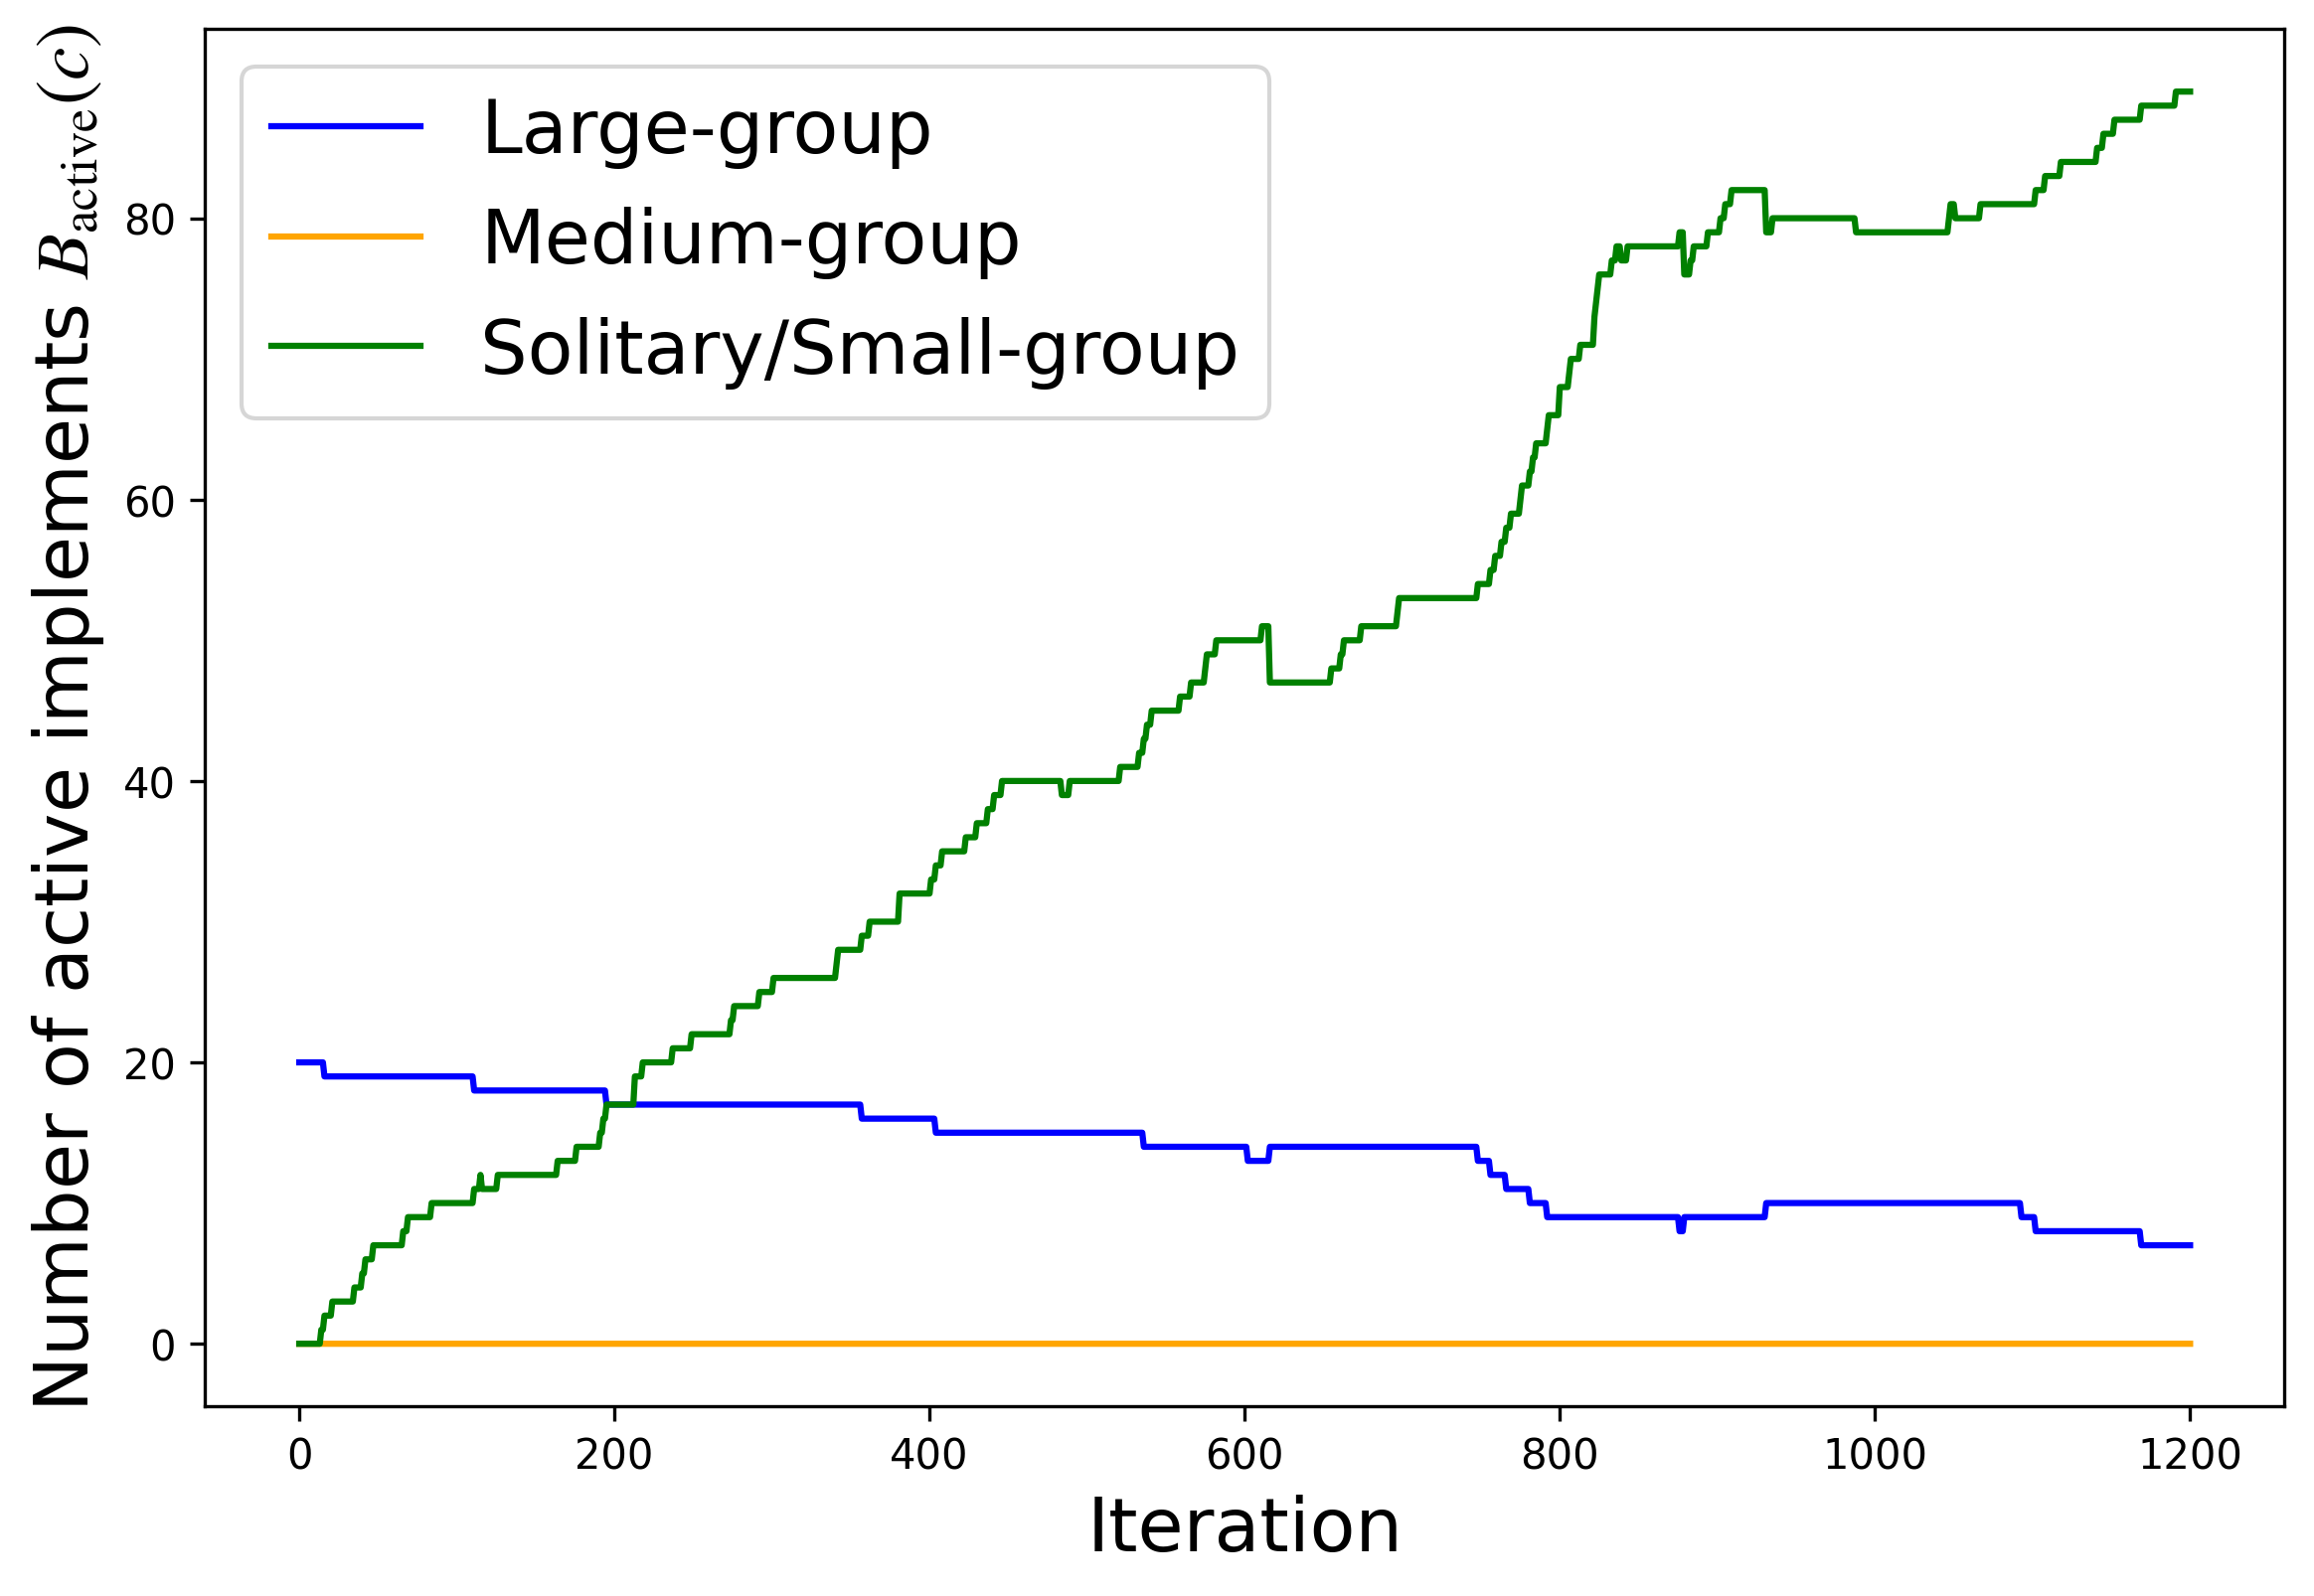 Number of active implements B_active(c)
Large-group
Medium-group
Solitary/Small-group
80
60
40
20
0
0 200 400 600 800 1000 1200
Iteration